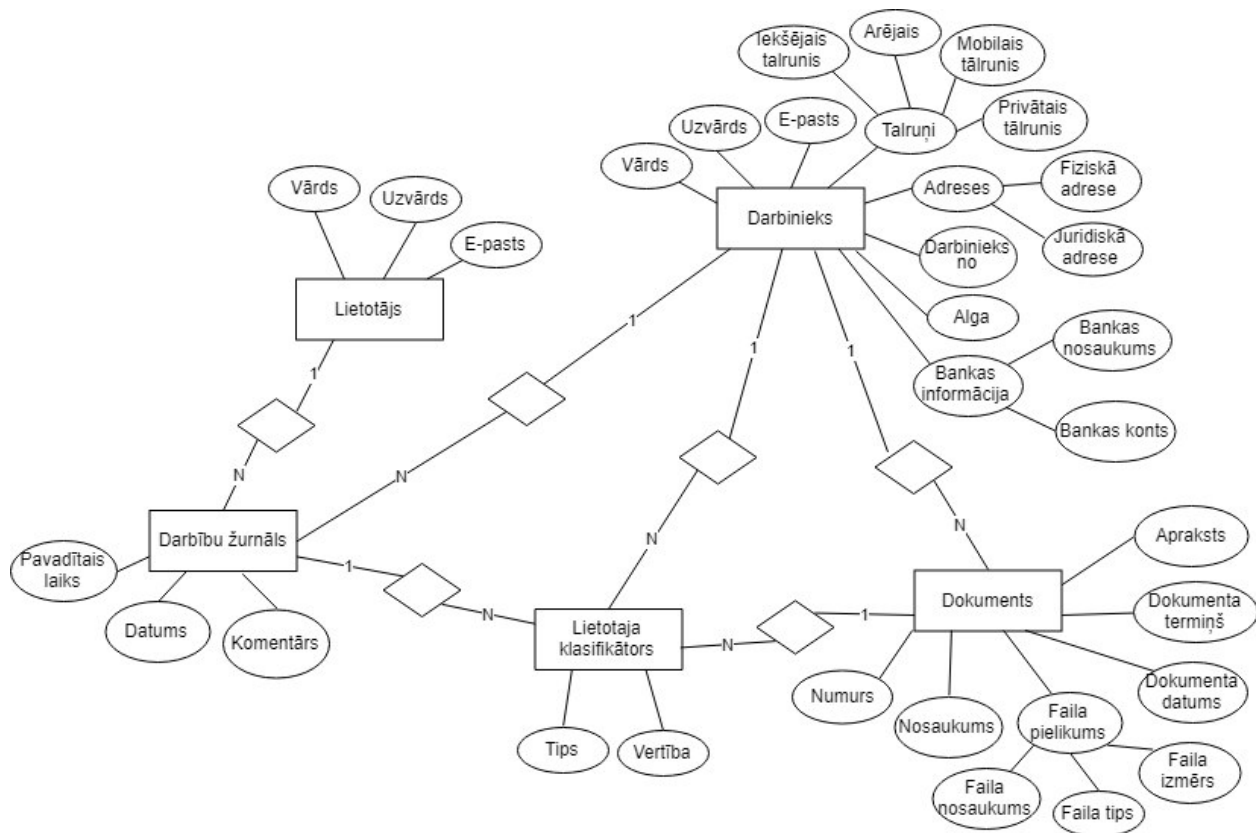 Iekšējais
talrunis
Arējais
Mobilais
tālrunis
Privātais
tālrunis
Talruņi
E-pasts
Uzvārds
Vārds
Darbinieks
Adreses
Fiziskā
adrese
Juridiskā
adrese
Darbinieks
no
Alga
Bankas
informācija
Bankas
nosaukums
Bankas konts
Vārds
Uzvārds
E-pasts
Lietotājs
1
N
1
N
1
N
1
N
Darbību žurnāls
Pavadītais
laiks
Datums
Komentārs
1
N
Lietotaja
klasifikātors
Tips
Vertība
N
1
Dokuments
Apraksts
Dokumenta
termiņš
Dokumenta
datums
Numurs
Nosaukums
Faila
pielikums
Faila
nosaukums
Faila tips
Faila
izmērs